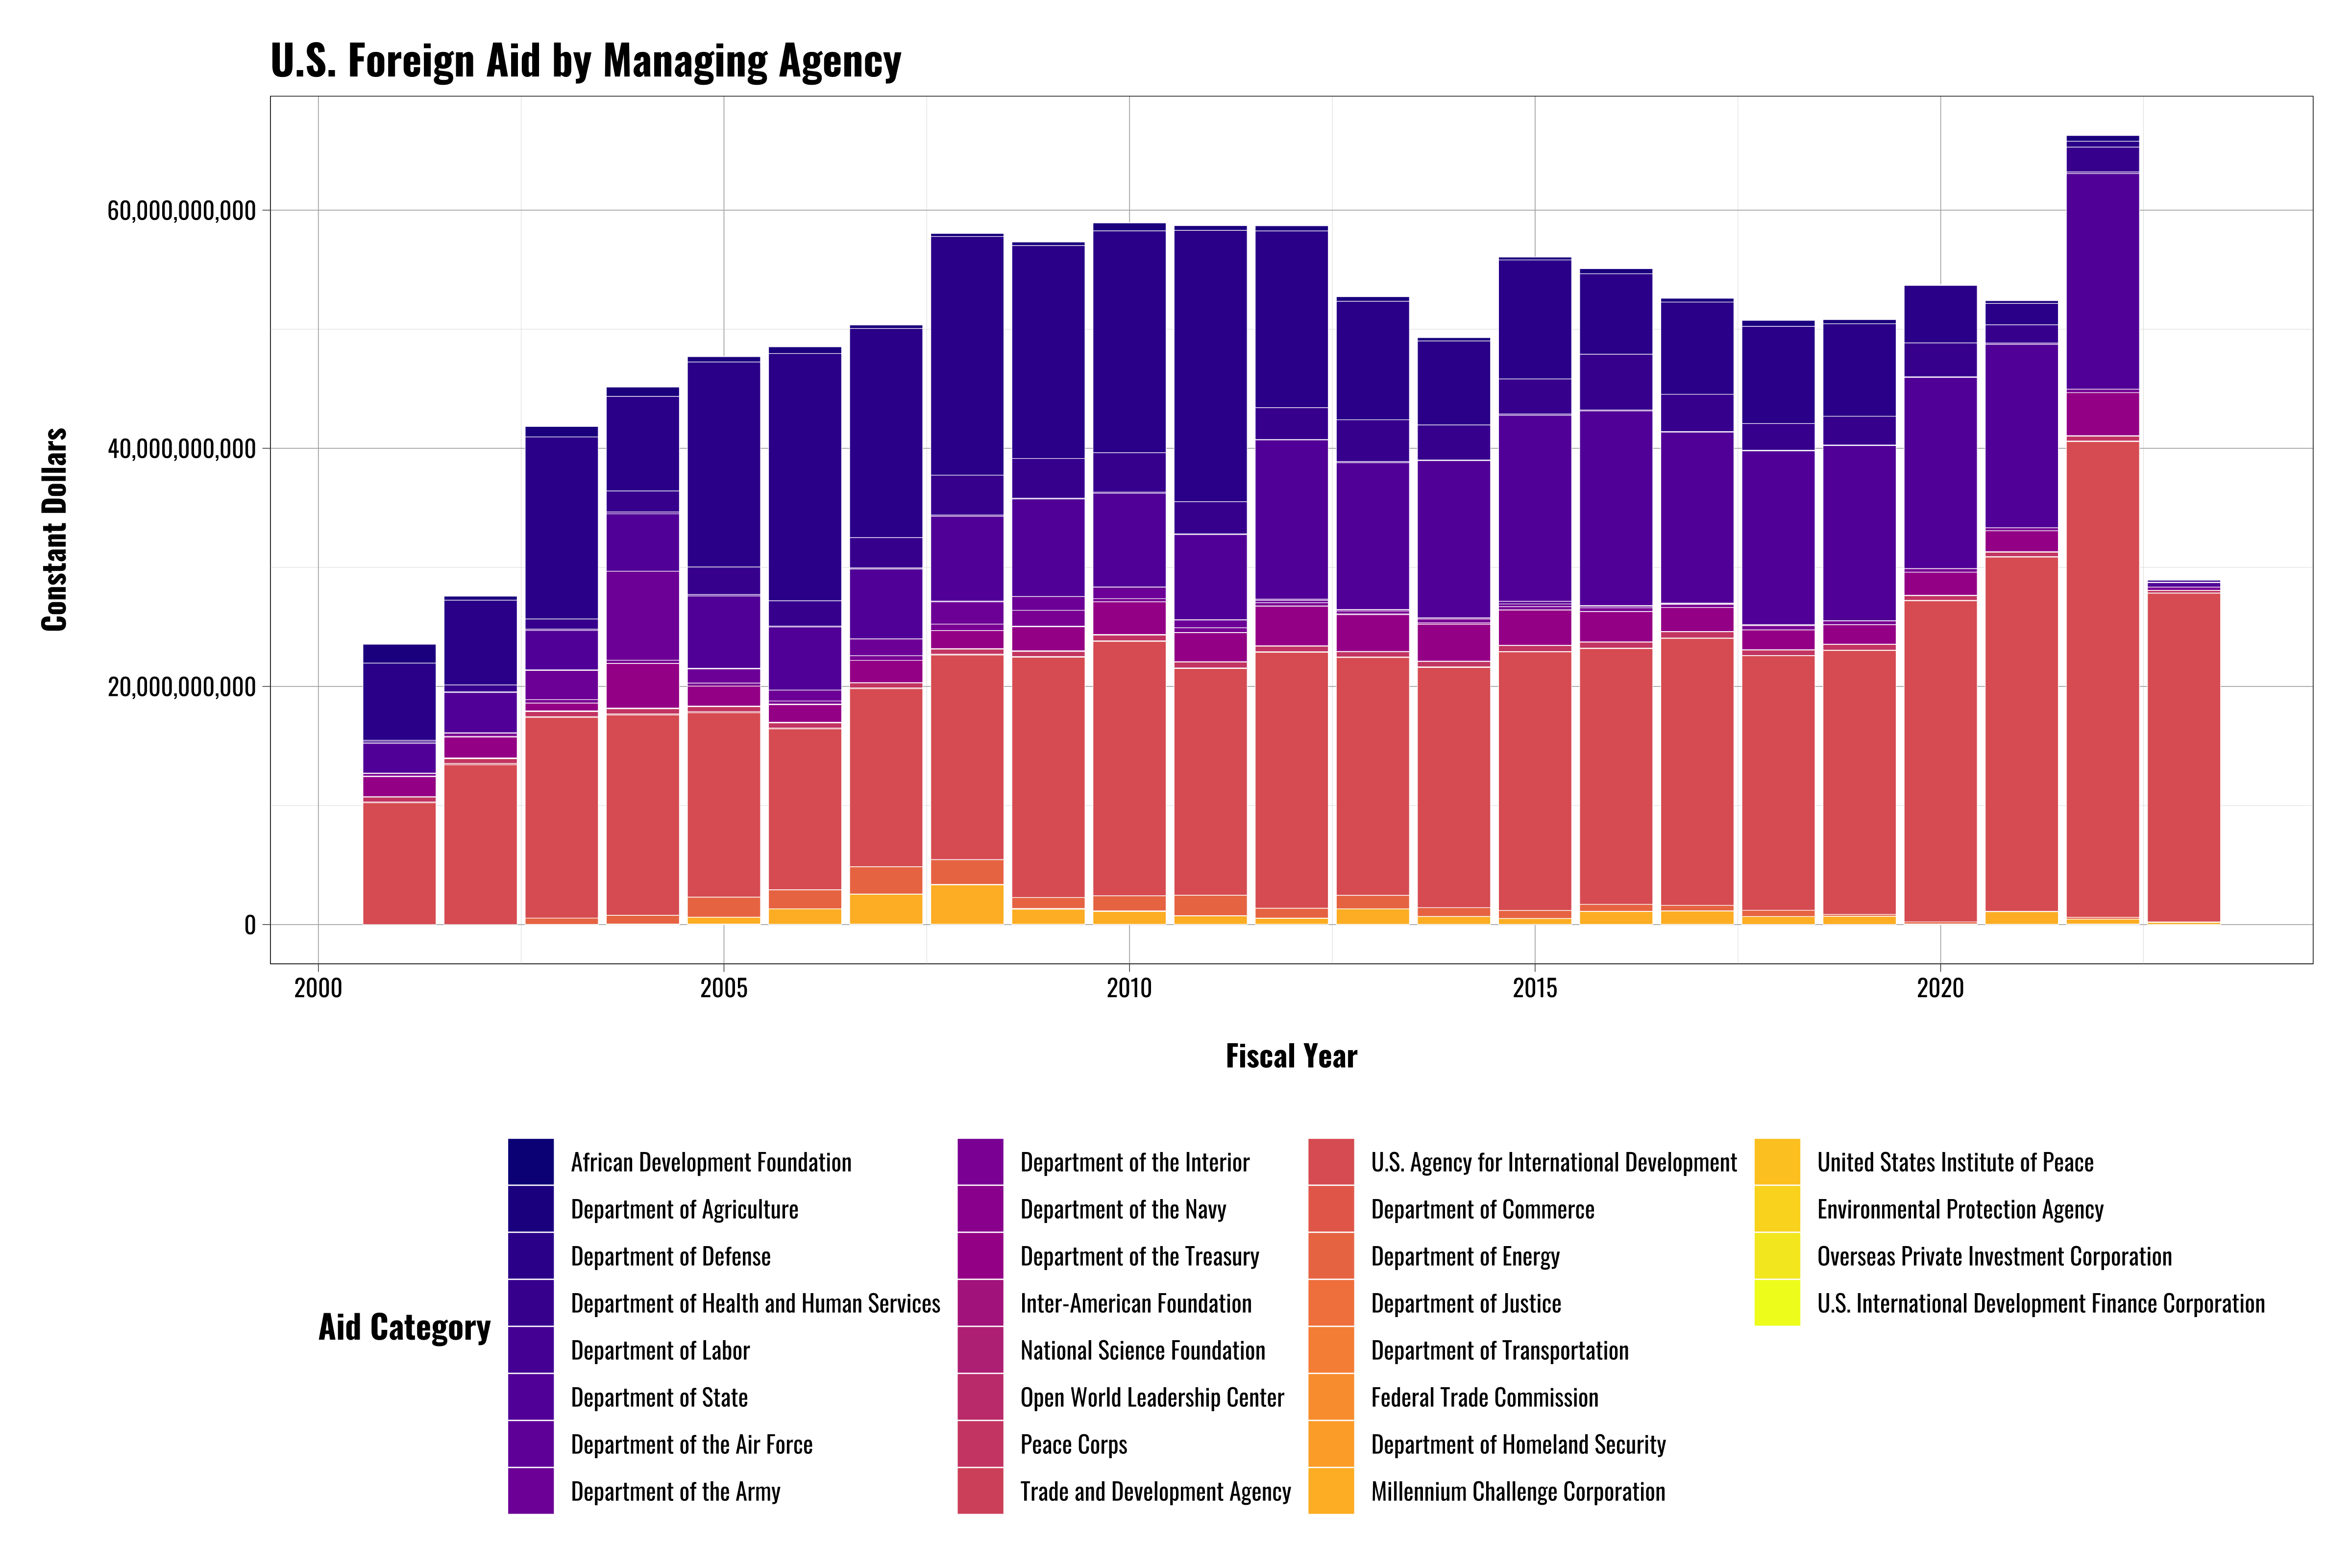 U.S. Foreign Aid by Managing Agency
Constant Dollars
60,000,000,000
40,000,000,000
20,000,000,000
0
2000 2005 2010 2015 2020
Fiscal Year
Aid Category
African Development Foundation
Department of Agriculture
Department of Defense
Department of Health and Human Services
Department of Labor
Department of State
Department of the Air Force
Department of the Army
Department of the Interior
Department of the Navy
Department of the Treasury
Inter-American Foundation
National Science Foundation
Open World Leadership Center
Peace Corps
Trade and Development Agency
U.S. Agency for International Development
Department of Commerce
Department of Energy
Department of Justice
Department of Transportation
Federal Trade Commission
Department of Homeland Security
Millennium Challenge Corporation
United States Institute of Peace
Environmental Protection Agency
Overseas Private Investment Corporation
U.S. International Development Finance Corporation